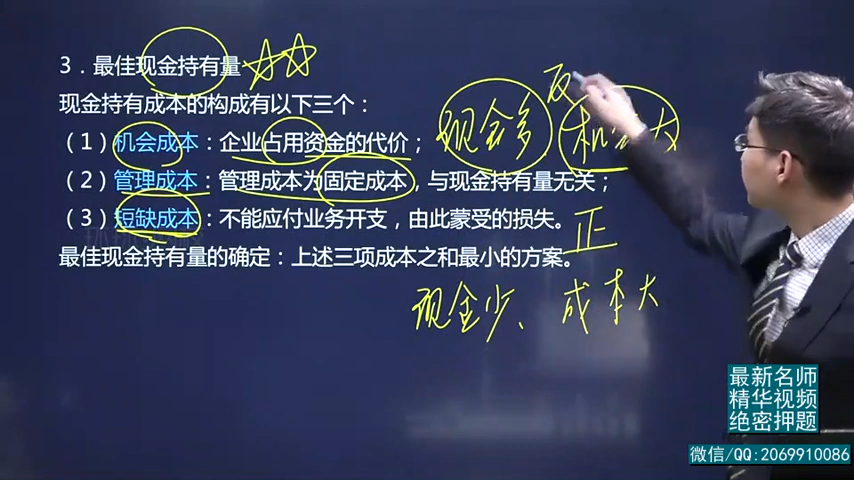 3．最佳现金持有量
现金持有成本的构成有以下三个：
（1）机会成本：企业占用资金的代价；
（2）管理成本：管理成本为固定成本，与现金持有量无关；
（3）短缺成本：不能应付业务开支，由此蒙受的损失。
最佳现金持有量的确定：上述三项成本之和最小的方案。
反
现金多
机会大
正
现金少、成本大
最新名师
精华视频
绝密押题
微信/QQ:2069910086